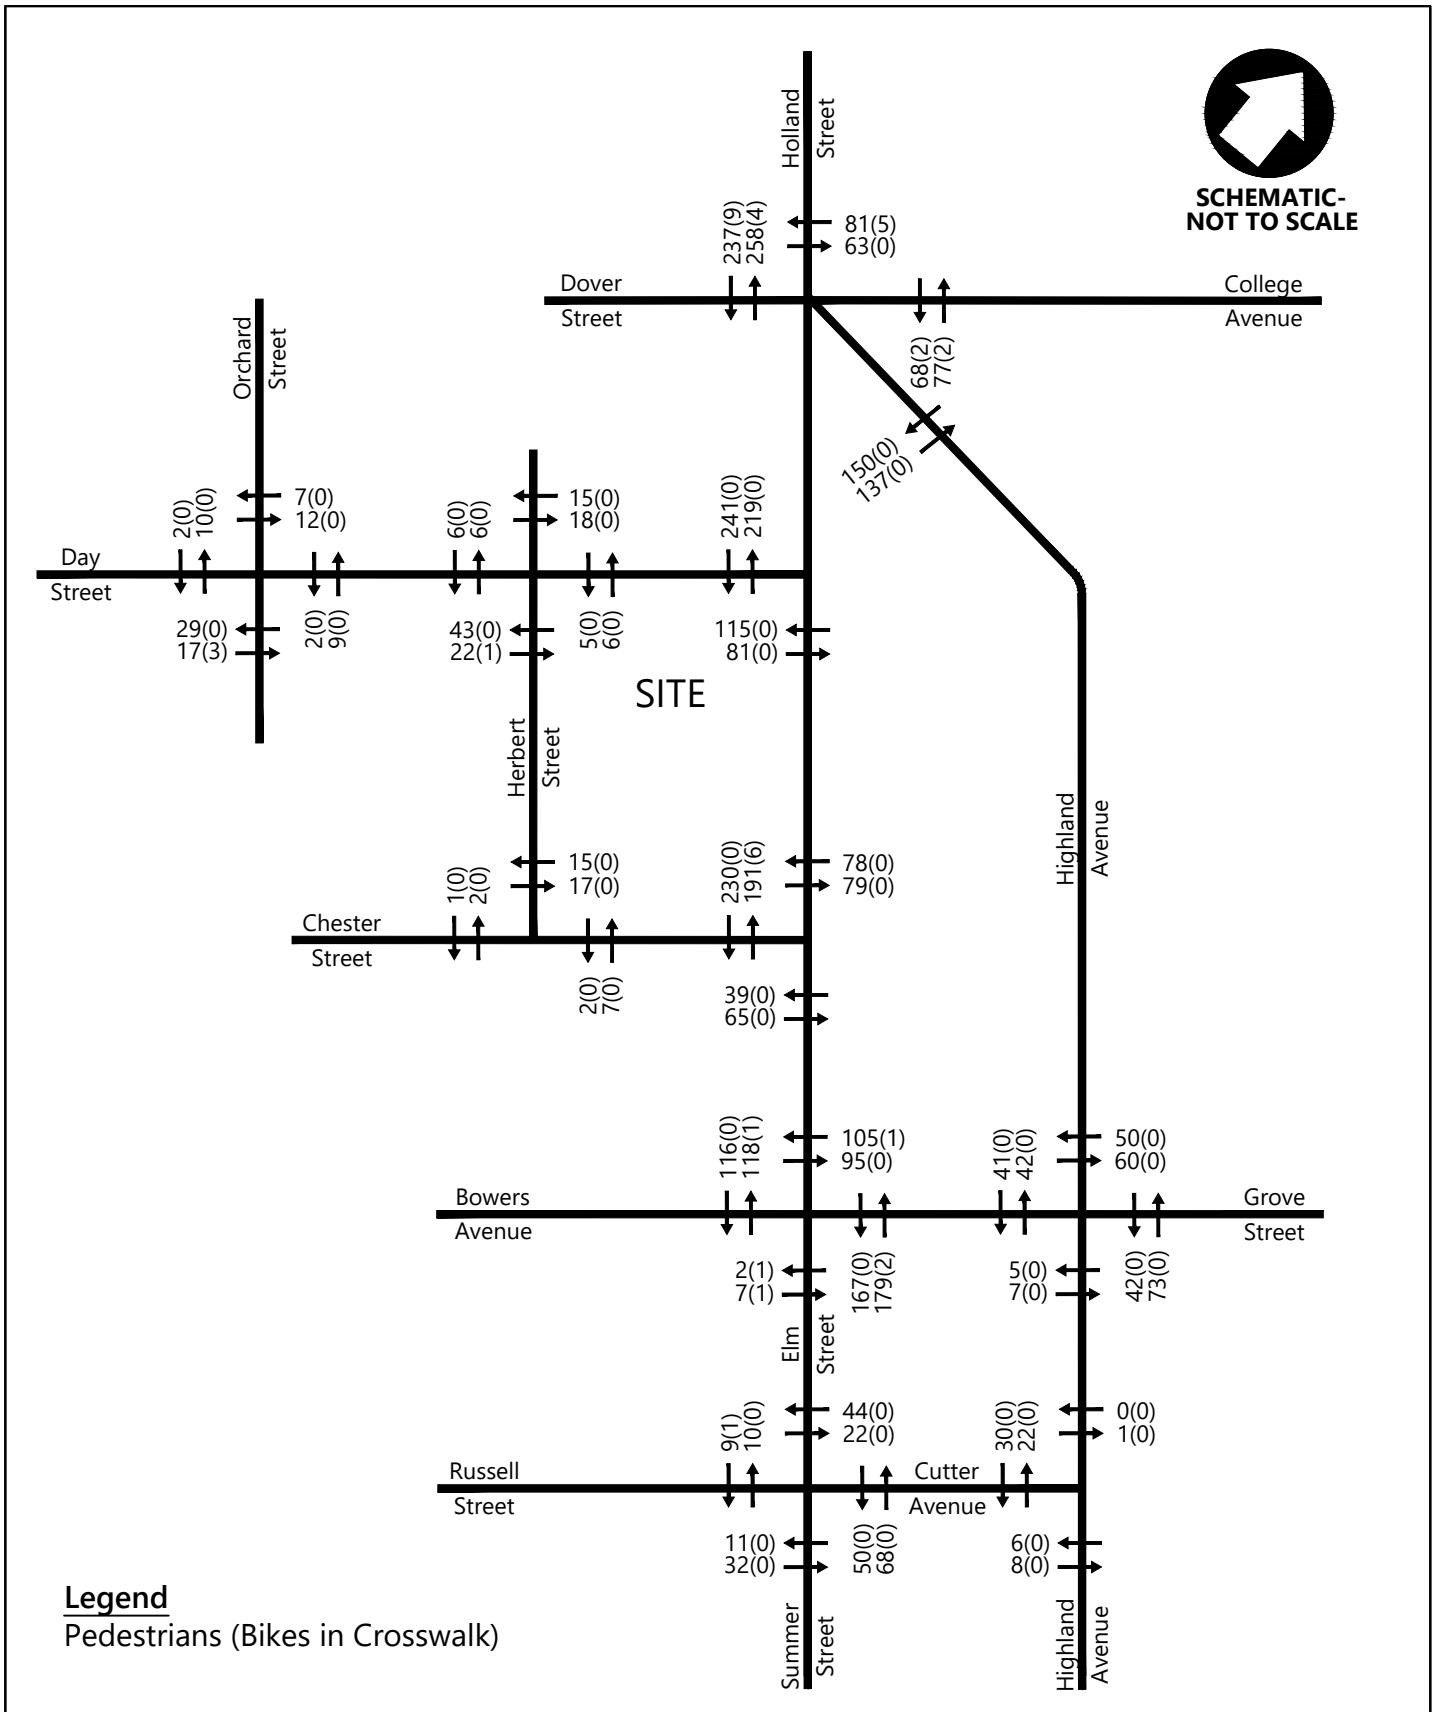 Holland
Street
SCHEMATIC-
NOT TO SCALE
237(9)
258(4)
81(5)
63(0)
Dover
Street
College
Avenue
68(2)
77(2)
150(0)
137(0)
Orchard
Street
2(0)
10(0)
7(0)
12(0)
6(0)
6(0)
15(0)
18(0)
241(0)
219(0)
Day
Street
29(0)
17(3)
2(0)
9(0)
43(0)
22(1)
5(0)
6(0)
115(0)
81(0)
SITE
Herbert
Street
Highland
Avenue
1(0)
2(0)
15(0)
17(0)
230(0)
191(6)
78(0)
79(0)
Chester
Street
2(0)
7(0)
39(0)
65(0)
116(0)
118(1)
105(1)
95(0)
41(0)
42(0)
50(0)
60(0)
Bowers
Avenue
Grove
Street
2(1)
7(1)
167(0)
179(2)
5(0)
7(0)
42(0)
73(0)
Elm
Street
9(1)
10(0)
44(0)
22(0)
30(0)
22(0)
0(0)
1(0)
Russell
Street
Cutter
Avenue
11(0)
32(0)
50(0)
68(0)
6(0)
8(0)
Summer
Street
Highland
Avenue
Legend
Pedestrians (Bikes in Crosswalk)